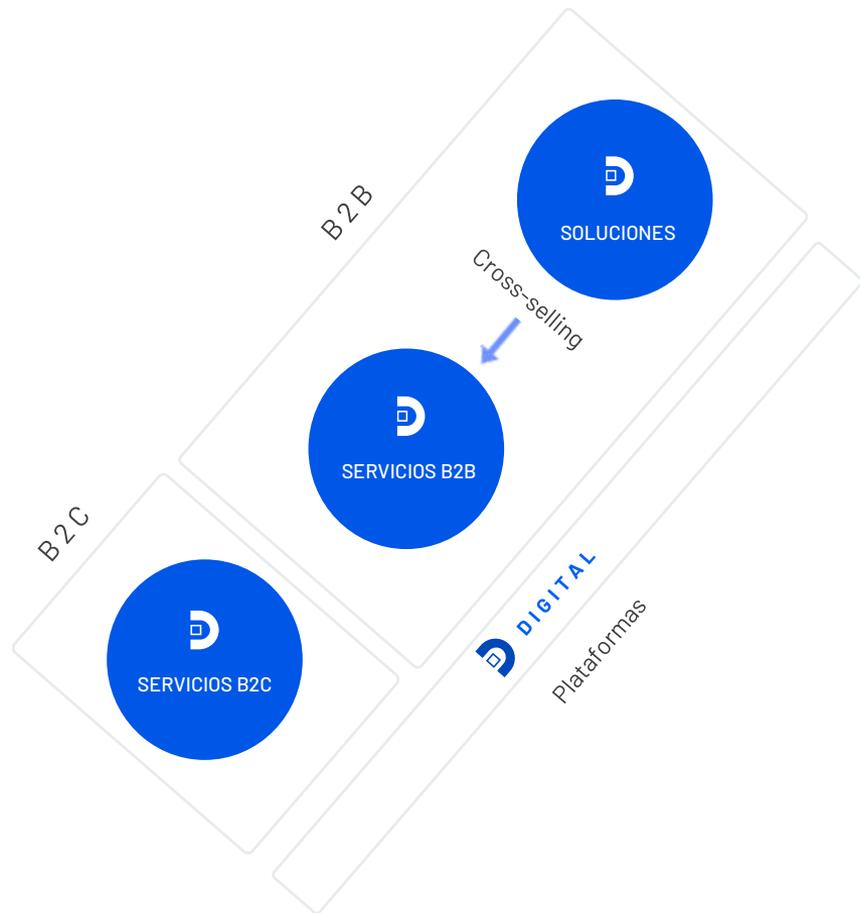 B2B
SOLUCIONES
Cross-selling
SERVICIOS B2B
B2C
SERVICIOS B2C
DIGITAL
Plataformas